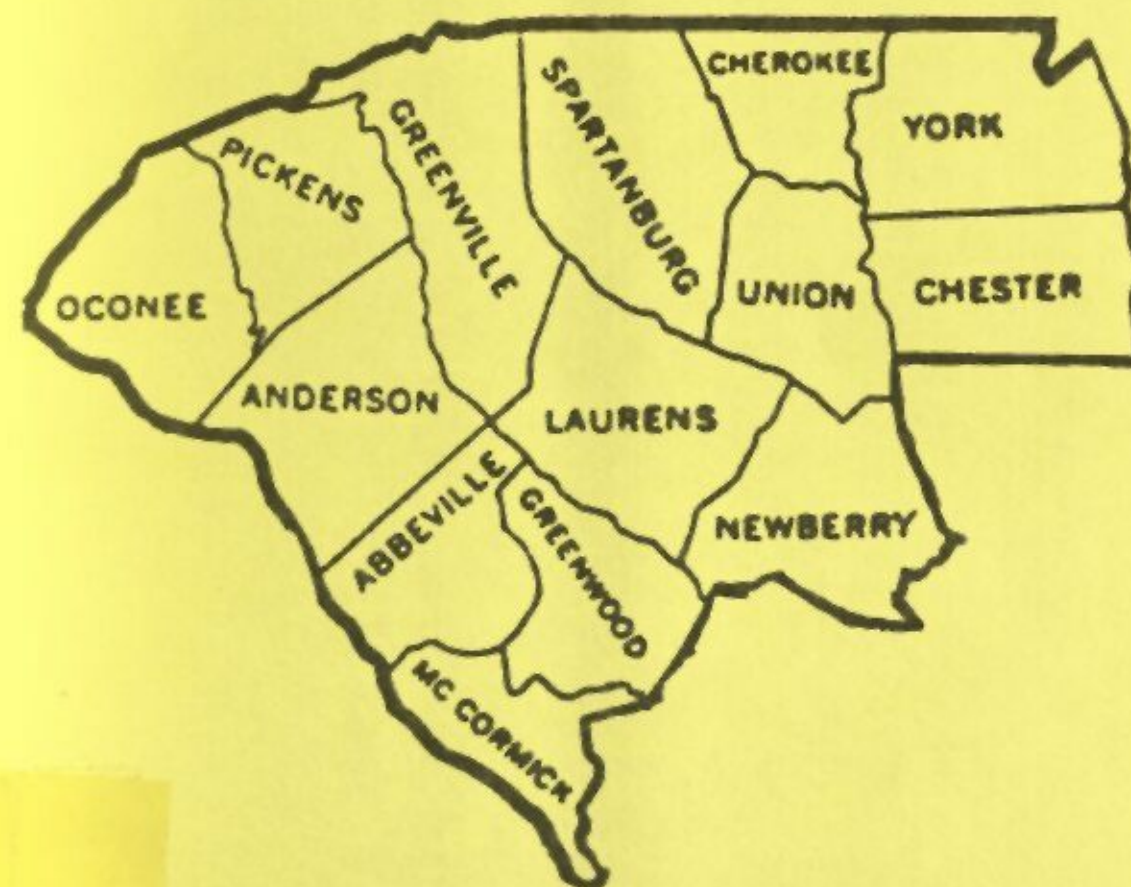 CHEROKEE
SPARTANBURG
GREENVILLE
YORK
PICKENS
OCONEE
UNION
CHESTER
ANDERSON
LAURENS
ABBEVILLE
GREENWOOD
NEWBERRY
MC CORMICK